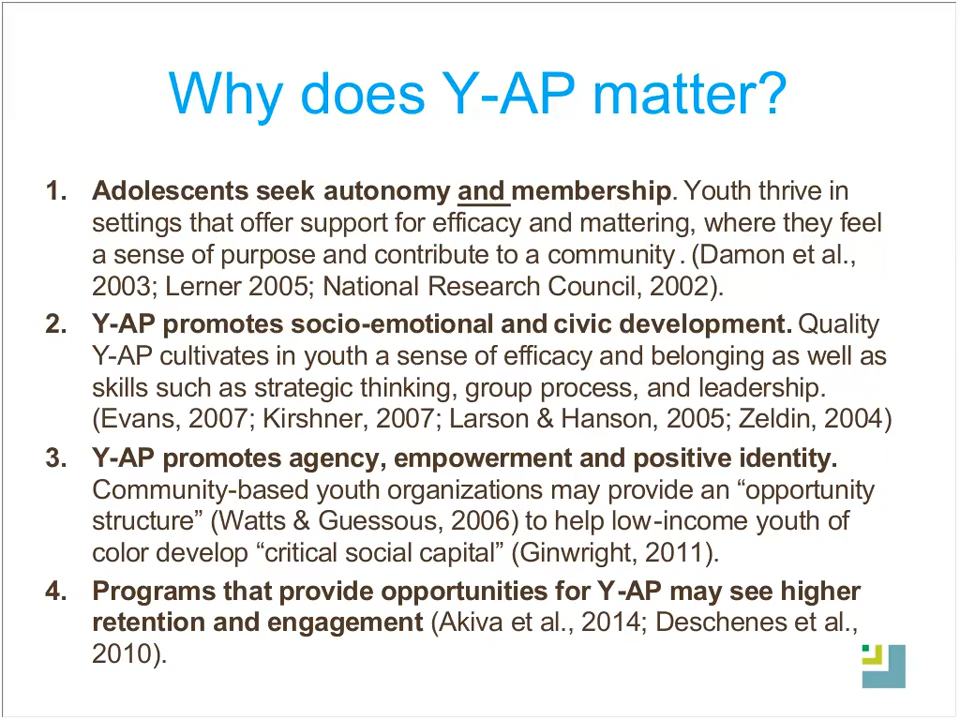 Why does Y-AP matter?
1. Adolescents seek autonomy and membership. Youth thrive in
settings that offer support for efficacy and mattering, where they feel
a sense of purpose and contribute to a community. (Damon et al.,
2003; Lerner 2005; National Research Council, 2002).
2. Y-AP promotes socio-emotional and civic development. Quality
Y-AP cultivates in youth a sense of efficacy and belonging as well as
skills such as strategic thinking, group process, and leadership.
(Evans, 2007; Kirshner, 2007; Larson & Hanson, 2005; Zeldin, 2004)
3. Y-AP promotes agency, empowerment and positive identity.
Community-based youth organizations may provide an “opportunity
structure” (Watts & Guessous, 2006) to help low-income youth of
color develop “critical social capital” (Ginwright, 2011).
4. Programs that provide opportunities for Y-AP may see higher
retention and engagement (Akiva et al., 2014; Deschenes et al.,
2010).